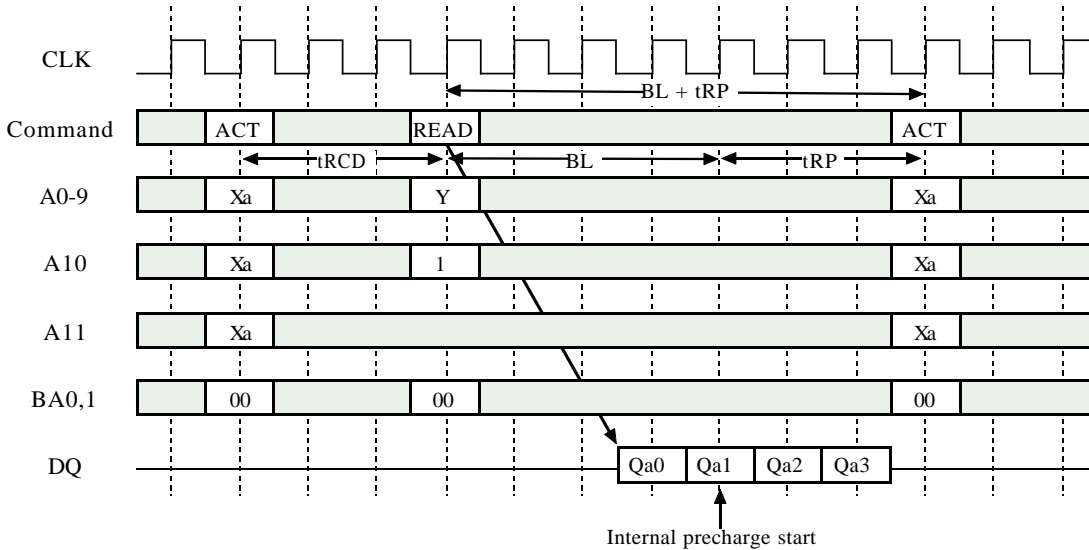 CLK
BL + tRP
Command ACT READ ACT
tRCD BL tRP
A0-9 Xa Y Xa
A10 Xa 1 Xa
A11 Xa Xa
BA0,1 00 00 00
DQ Qa0 Qa1 Qa2 Qa3
Internal precharge start